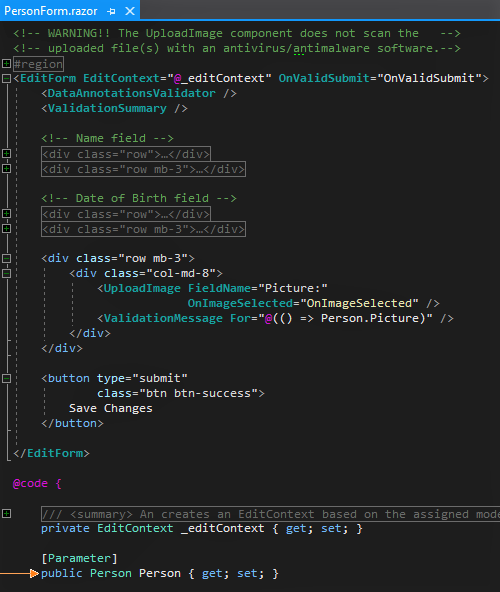 PersonForm.razor
<!-- WARNING!! The UploadImage component does not scan the   -->
<!-- uploaded file(s) with an antivirus/antimalware software.-->
#region
<EditForm EditContext="@_editContext" OnValidSubmit="OnValidSubmit">
    <DataAnnotationsValidator />
    <ValidationSummary />

    <!-- Name field -->
    <div class="row">…</div>
    <div class="row mb-3">…</div>

    <!-- Date of Birth field -->
    <div class="row">…</div>
    <div class="row mb-3">…</div>

    <div class="row mb-3">
        <div class="col-md-8">
            <UploadImage FieldName="Picture:"
                         OnImageSelected="OnImageSelected" />
            <ValidationMessage For="@(() => Person.Picture)" />
        </div>
    </div>

    <button type="submit"
            class="btn btn-success">
        Save Changes
    </button>

</EditForm>

@code {

    /// <summary> An creates an EditContext based on the assigned mode
    private EditContext _editContext { get; set; }

    [Parameter]
    public Person Person { get; set; }